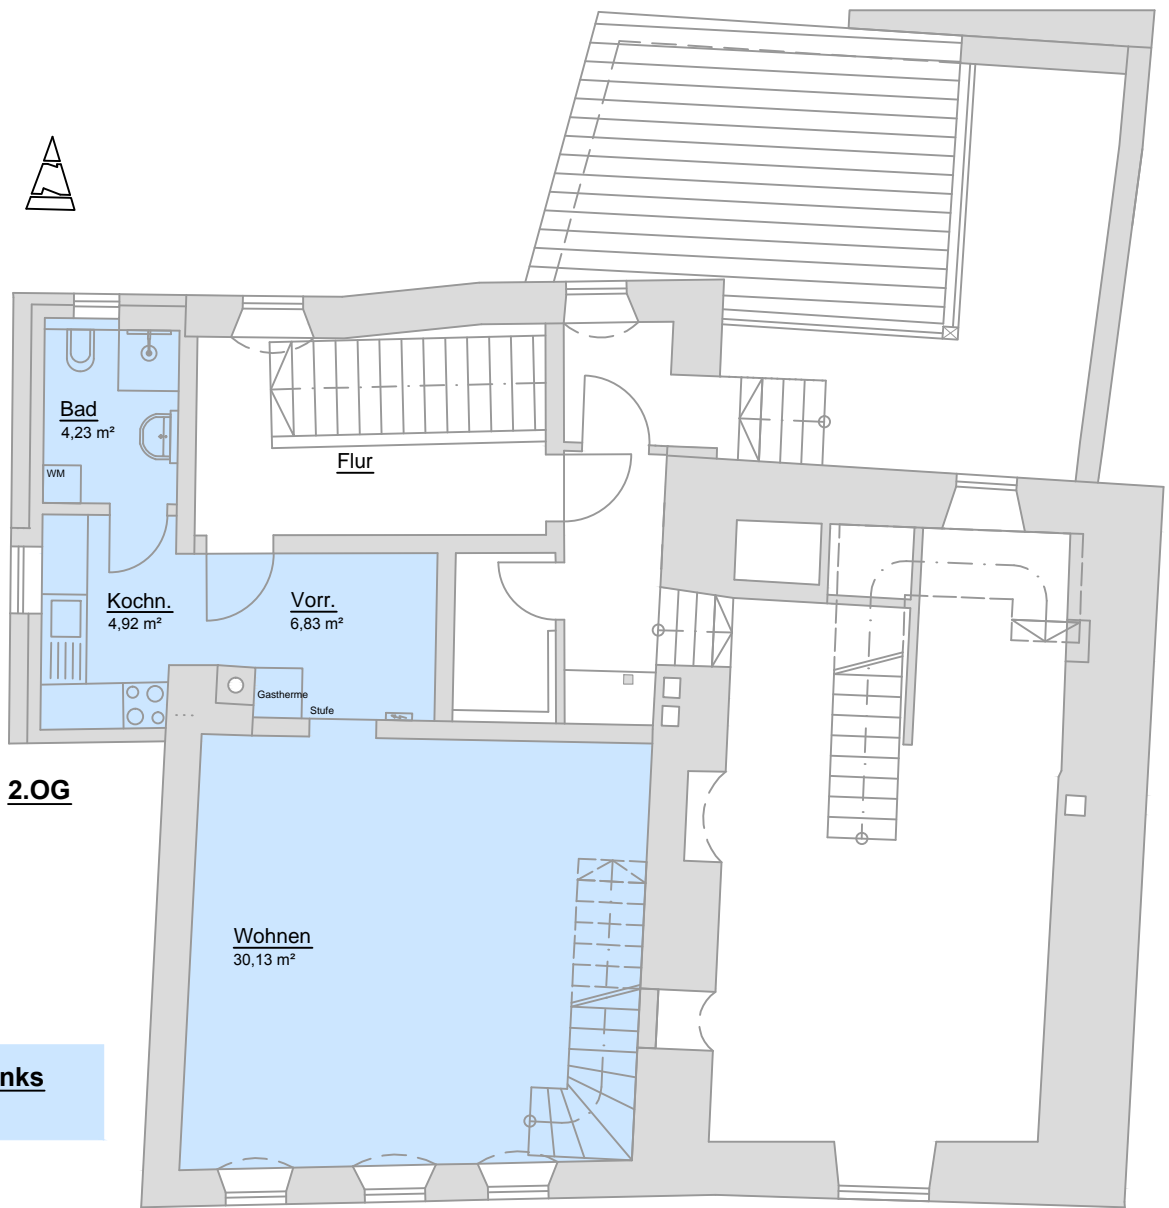 Bad
4,23 m²
WM
Flur
Kochn.
4,92 m²
Vorr.
6,83 m²
Gastherme
Stufe
2.OG
Wohnen
30,13 m²
nks